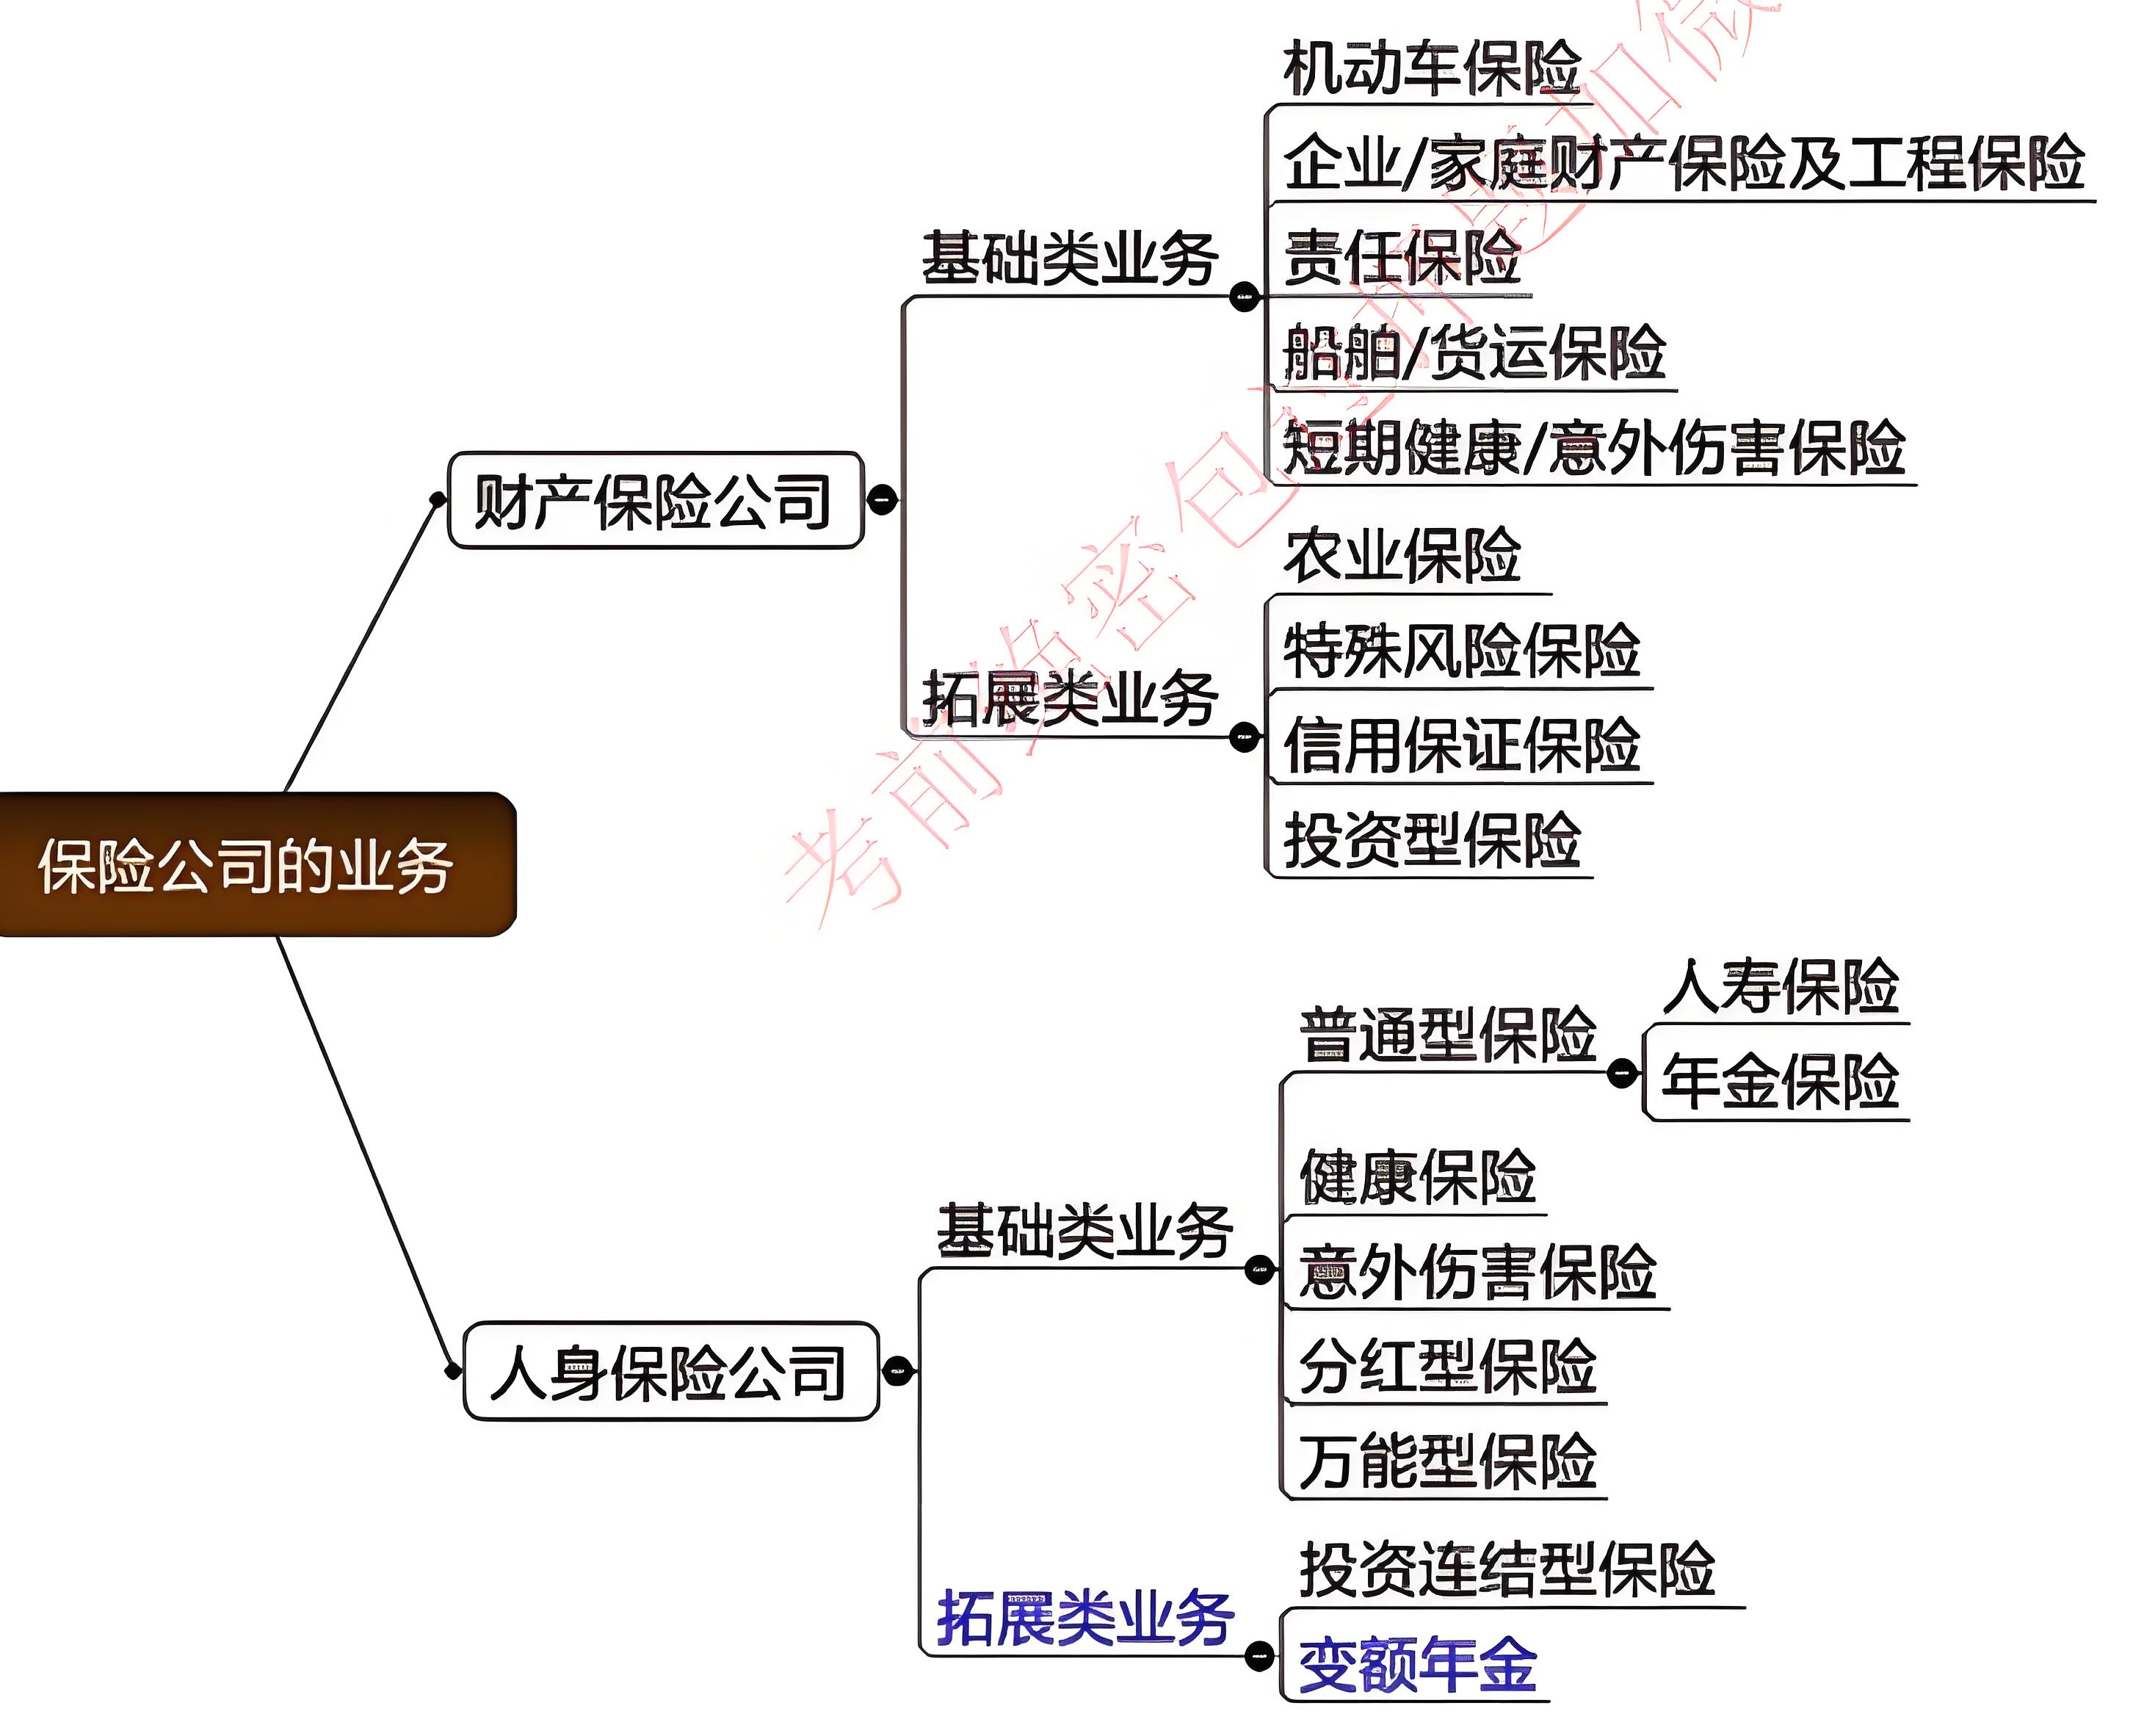 机动车保险
企业/家庭财产保险及工程保险
基础类业务
责任保险
船舶/货运保险
短期健康/意外伤害保险
财产保险公司
农业保险
特殊风险保险
拓展类业务
信用保证保险
投资型保险
保险公司的业务
人寿保险
普通型保险
年金保险
健康保险
基础类业务
意外伤害保险
人身保险公司
分红型保险
万能型保险
投资连结型保险
拓展类业务
变额年金
考前
密
包
加微